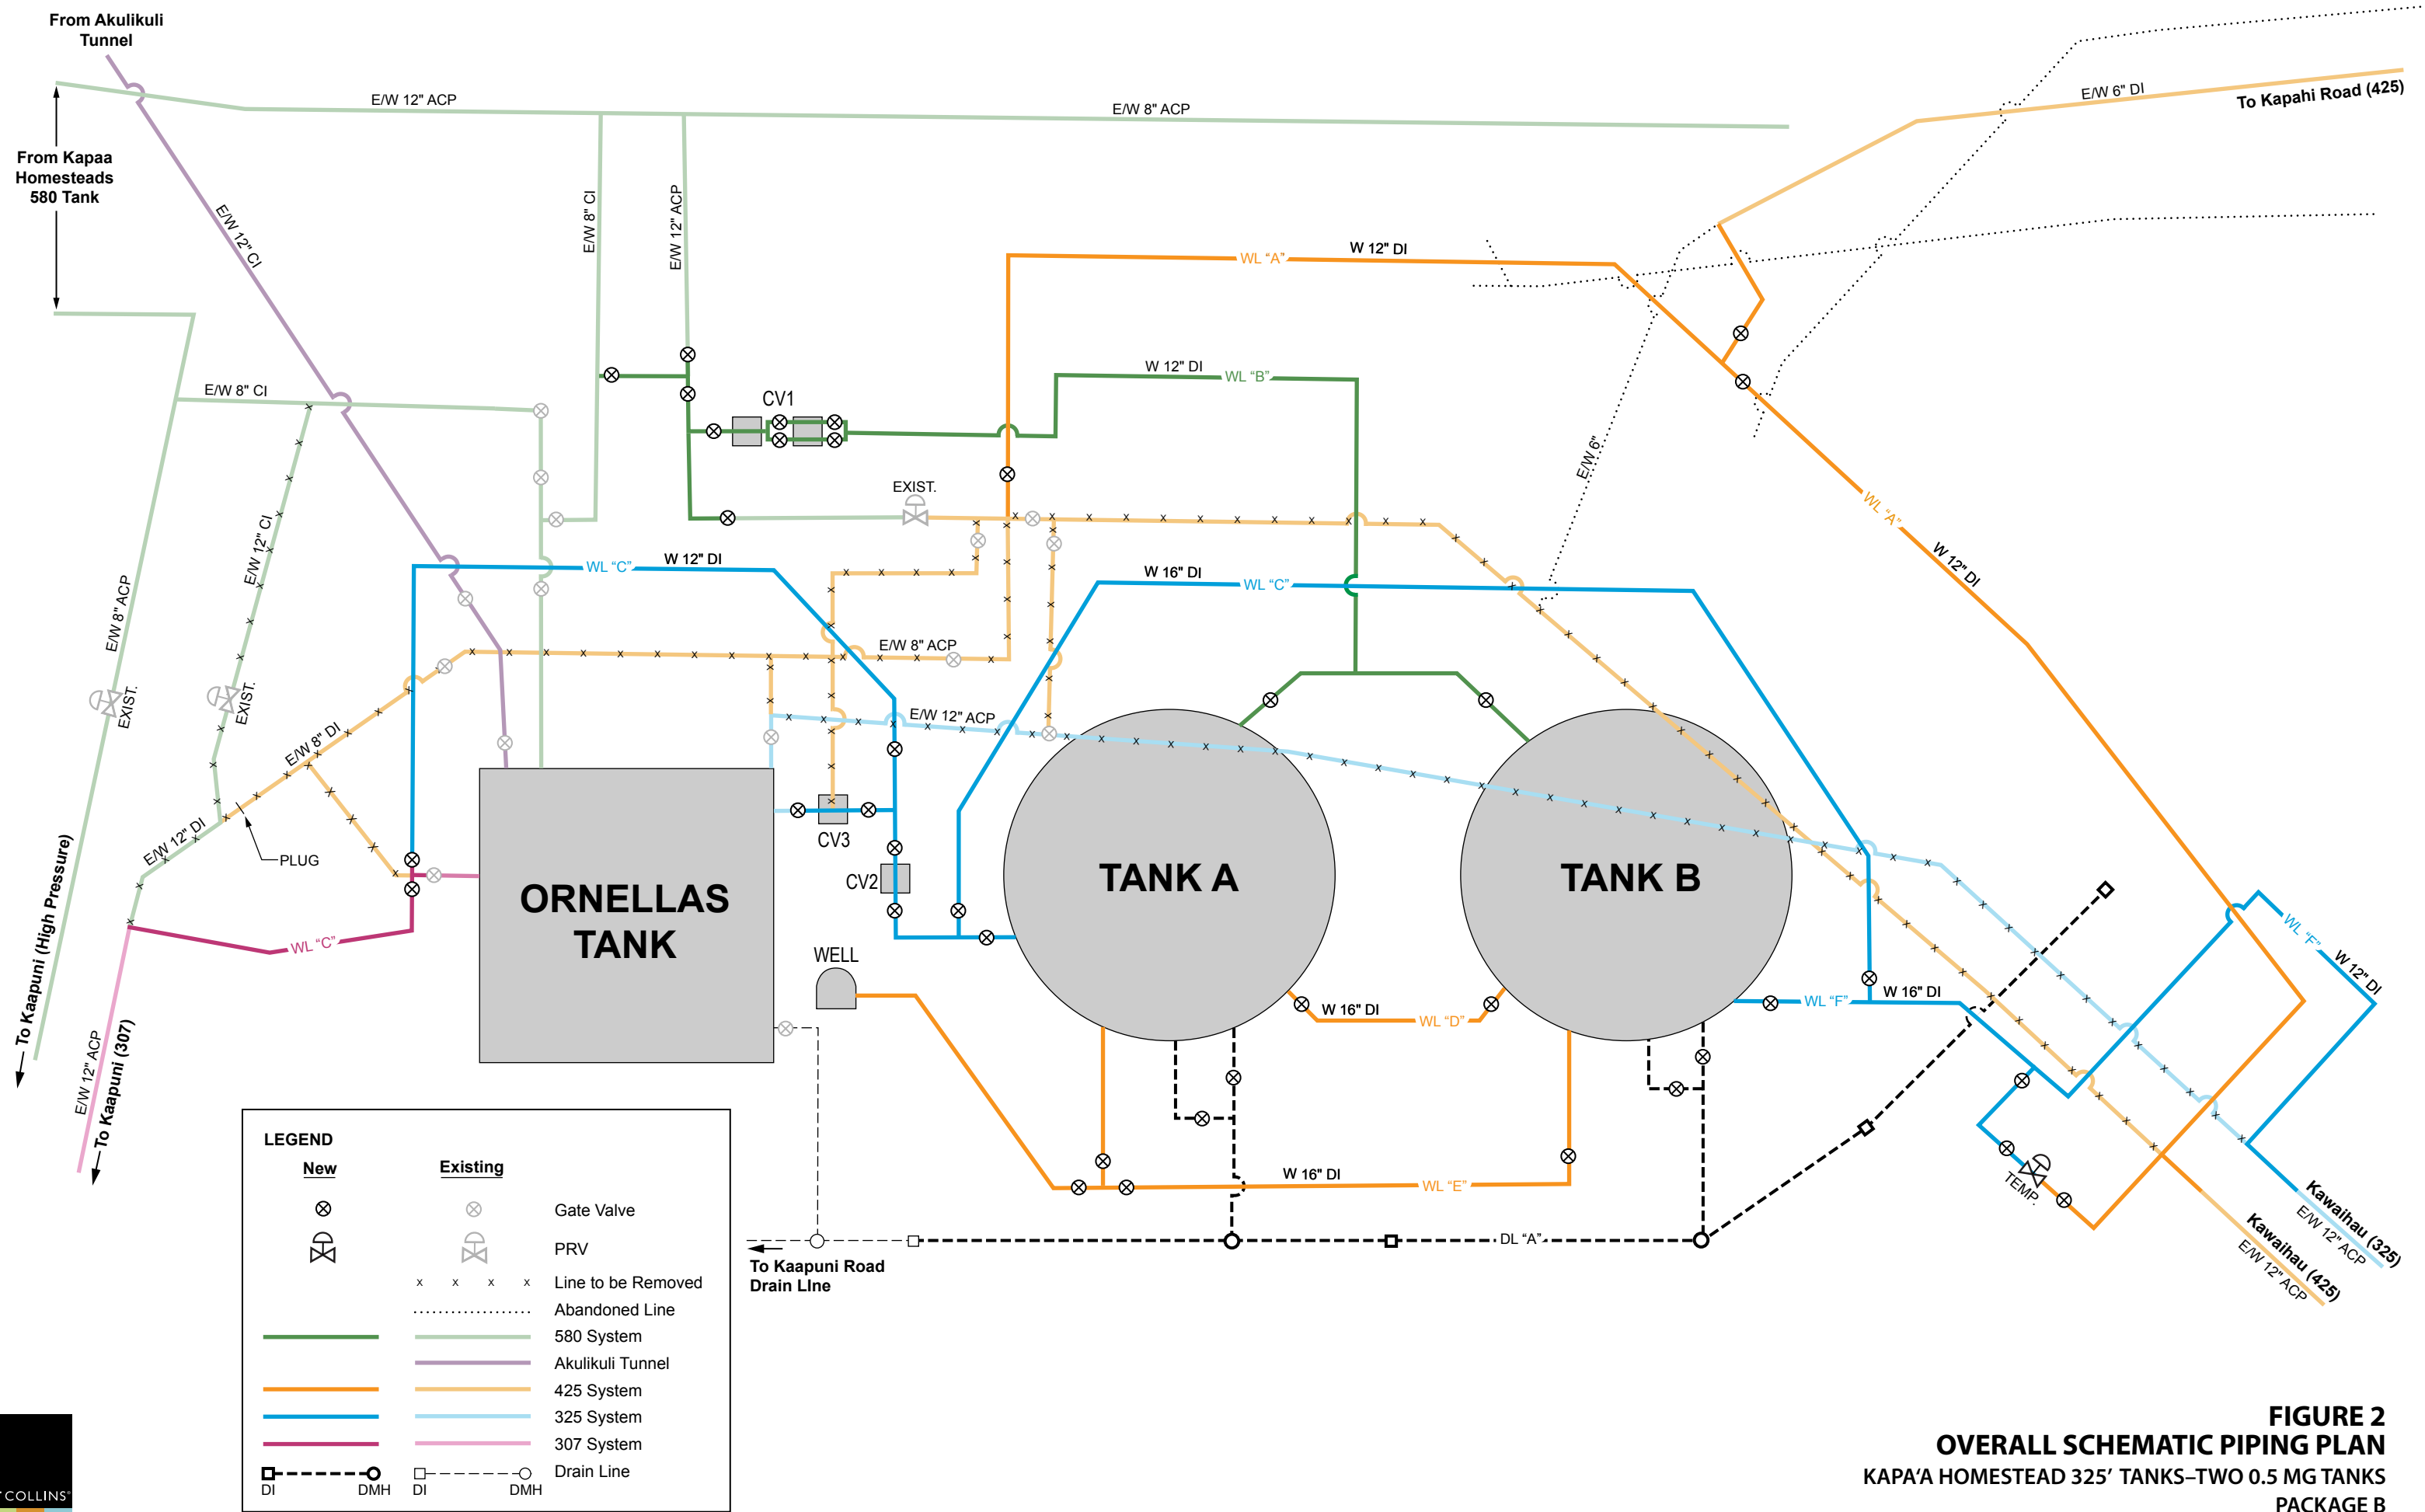 From Akulikuli
Tunnel
E/W 12" ACP
E/W 8" ACP
E/W 6" DI
To Kapahi Road (425)
From Kapaa
Homesteads
580 Tank
E/W 12" CI
E/W 8" CI
E/W 12" ACP
WL “A”
W 12" DI
E/W 8" CI
W 12" DI
WL “B”
CV1
E/W 6"
EXIST.
WL “A”
W 12" DI
E/W 12" CI
E/W 8" ACP
WL “C”
W 12" DI
W 16" DI
WL “C”
E/W 8" ACP
EXIST.
EXIST.
E/W 8" DI
E/W 12" ACP
E/W 12" DI
PLUG
CV3
CV2
ORNELLAS
TANK
TANK A
TANK B
WL “C”
WELL
To Kaapuni (High Pressure)
E/W 12" ACP
To Kaapuni (307)
W 16" DI
WL “D”
WL “F”
W 16" DI
WL “F”
W 12" DI
W 16" DI
WL “E”
TEMP.
DL “A”
To Kaapuni Road
Drain LIne
Kawaihau (325)
E/W 12" ACP
Kawaihau (425)
E/W 12" ACP
LEGEND
New
Existing
Gate Valve
PRV
x x x x Line to be Removed
Abandoned Line
580 System
Akulikuli Tunnel
425 System
325 System
307 System
Drain Line
DI DMH DI DMH
COLLINS
FIGURE 2
OVERALL SCHEMATIC PIPING PLAN
KAPA‘A HOMESTEAD 325’ TANKS–TWO 0.5 MG TANKS
PACKAGE B